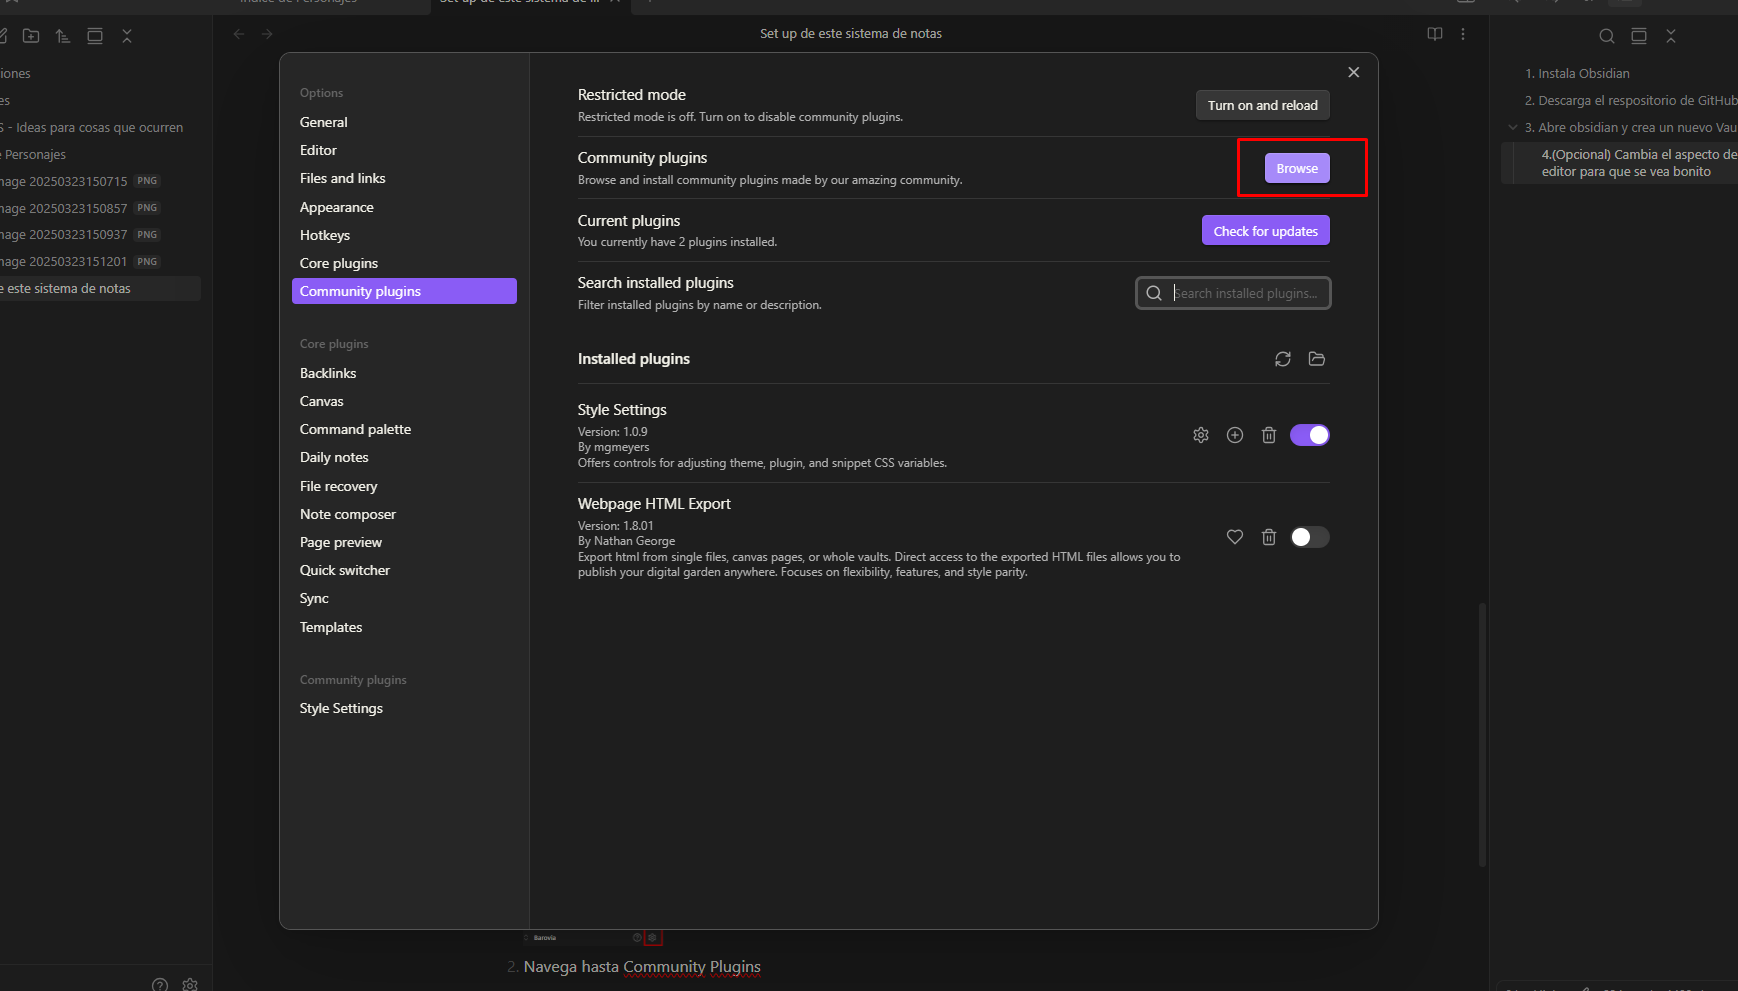 Índice de Personajes
Set up de este sistema de ...
Set up de este sistema de notas
iones
es
S - Ideas para cosas que ocurren
e Personajes
mage 20250323150715 PNG
mage 20250323150857 PNG
mage 20250323150937 PNG
mage 20250323151201 PNG
e este sistema de notas
Options
General
Editor
Files and links
Appearance
Hotkeys
Core plugins
Community plugins
Core plugins
Backlinks
Canvas
Command palette
Daily notes
File recovery
Note composer
Page preview
Quick switcher
Sync
Templates
Community plugins
Style Settings
Restricted mode
Restricted mode is off. Turn on to disable community plugins.
Turn on and reload
Community plugins
Browse and install community plugins made by our amazing community.
Browse
Current plugins
You currently have 2 plugins installed.
Check for updates
Search installed plugins
Filter installed plugins by name or description.
Search installed plugins...
Installed plugins
Style Settings
Version: 1.0.9
By mgmeyers
Offers controls for adjusting theme, plugin, and snippet CSS variables.
Webpage HTML Export
Version: 1.8.01
By Nathan George
Export html from single files, canvas pages, or whole vaults. Direct access to the exported HTML files allows you to
publish your digital garden anywhere. Focuses on flexibility, features, and style parity.
Barovia
2. Navega hasta Community Plugins
1. Instala Obsidian
2. Descarga el respositorio de GitHub
3. Abre obsidian y crea un nuevo Vau
4.(Opcional) Cambia el aspecto de
editor para que se vea bonito